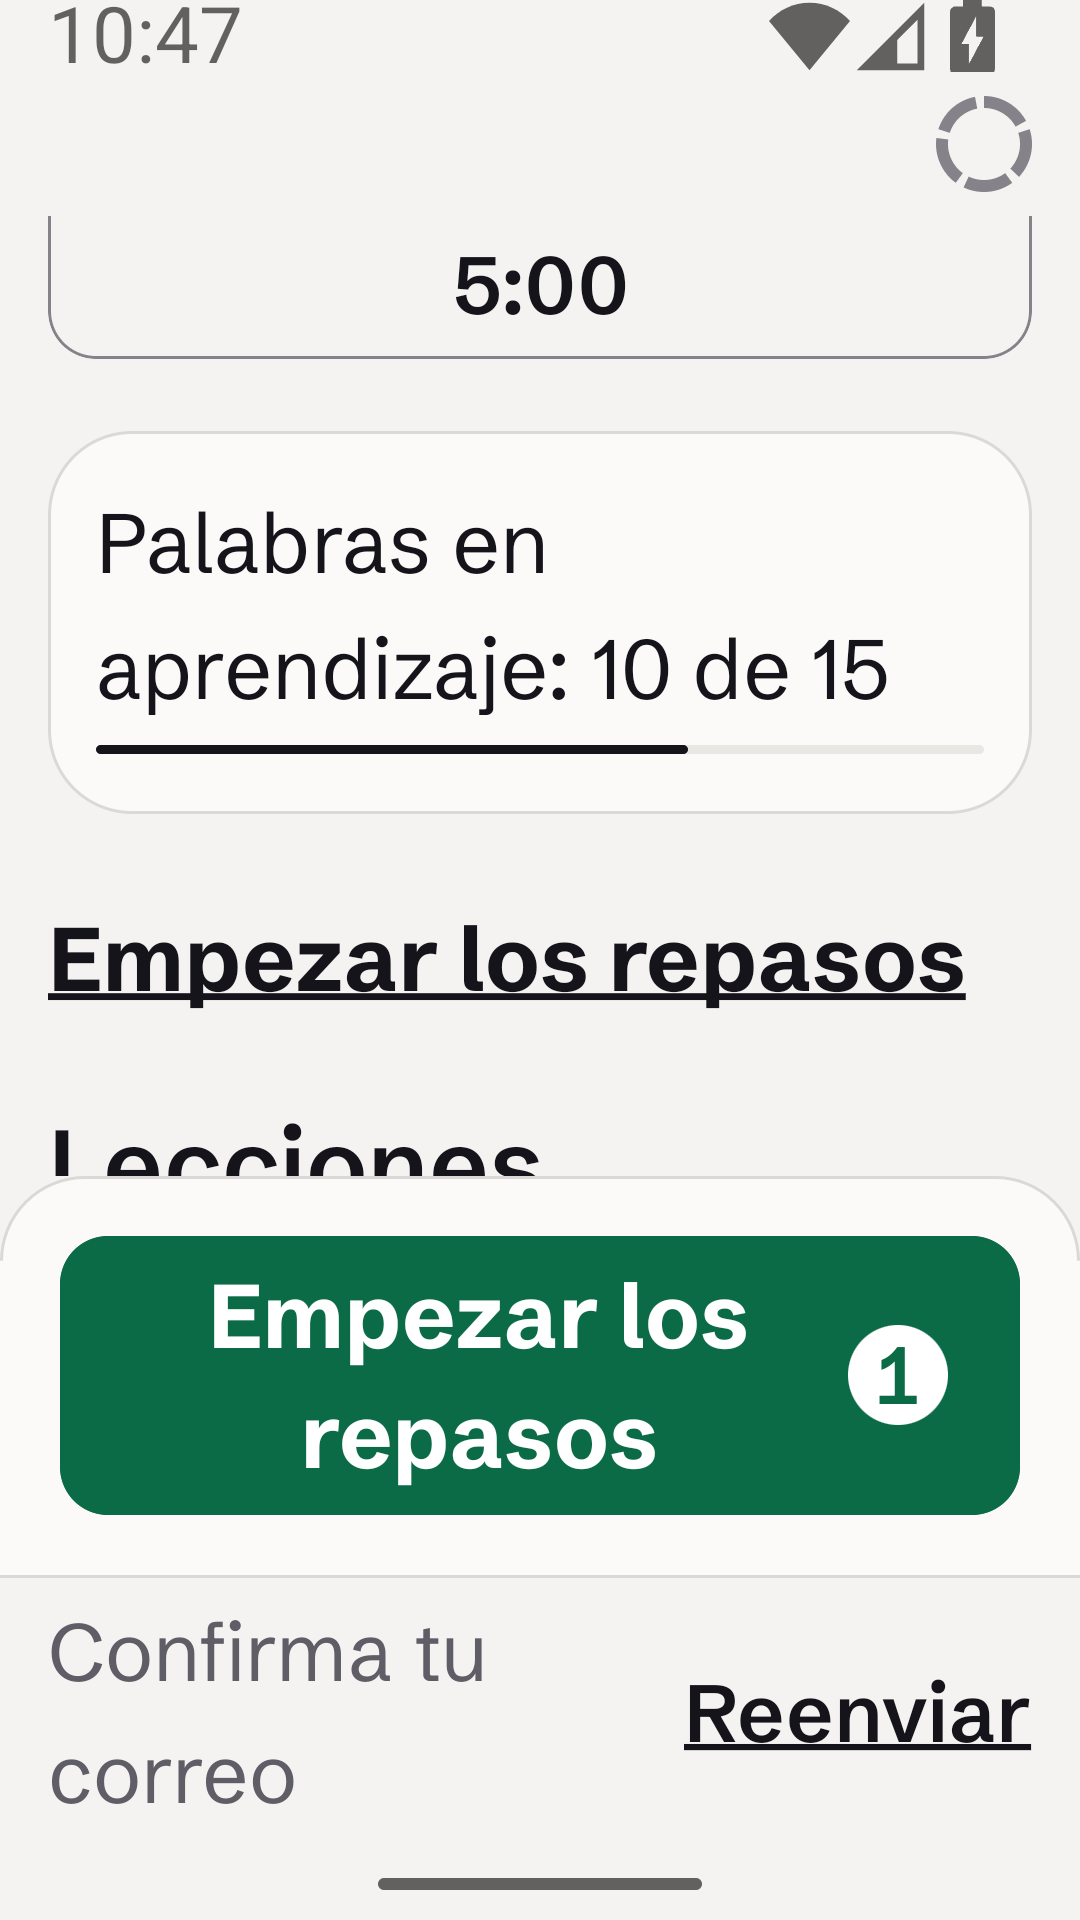 10:47
5:00
Palabras en
aprendizaje: 10 de 15
Empezar los repasos
Lecciones
Empezar los
repasos
1
Confirma tu
correo
Reenviar